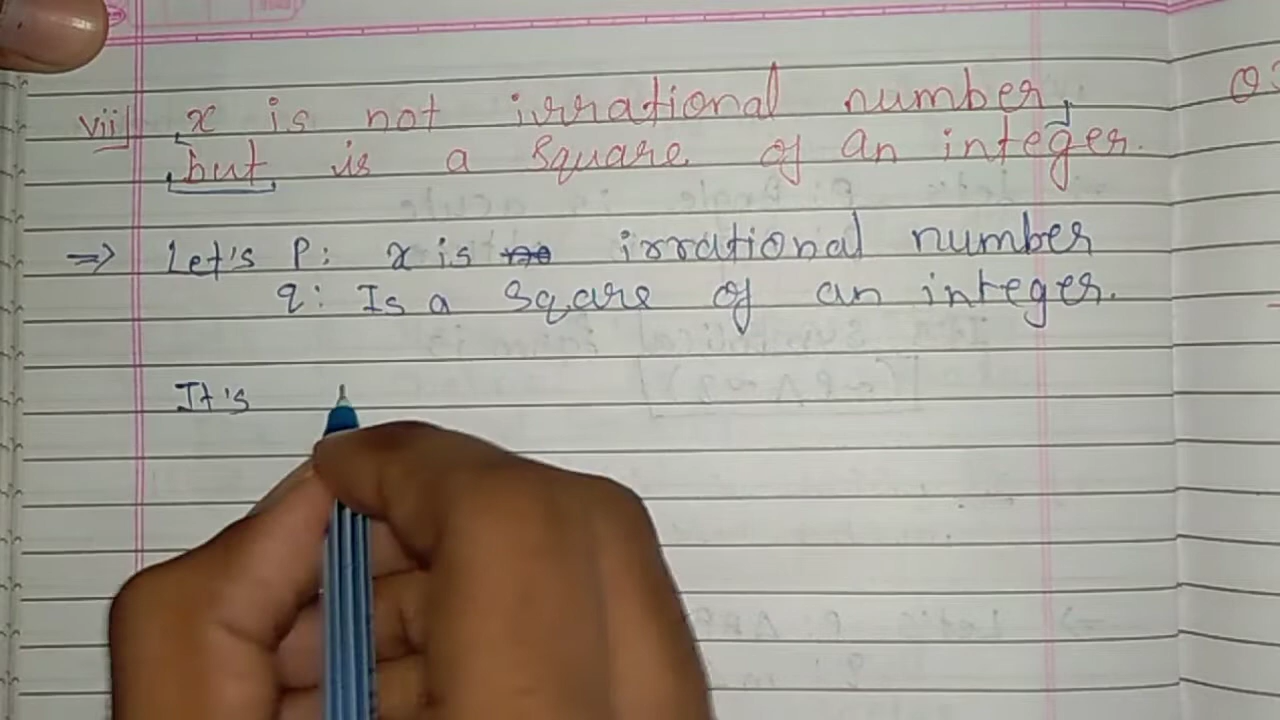 vii] x is not irrational number,
but is a square of an integer.
⇒ Let's P: x is irrational number
q: Is a Sqare of an integer.
It's